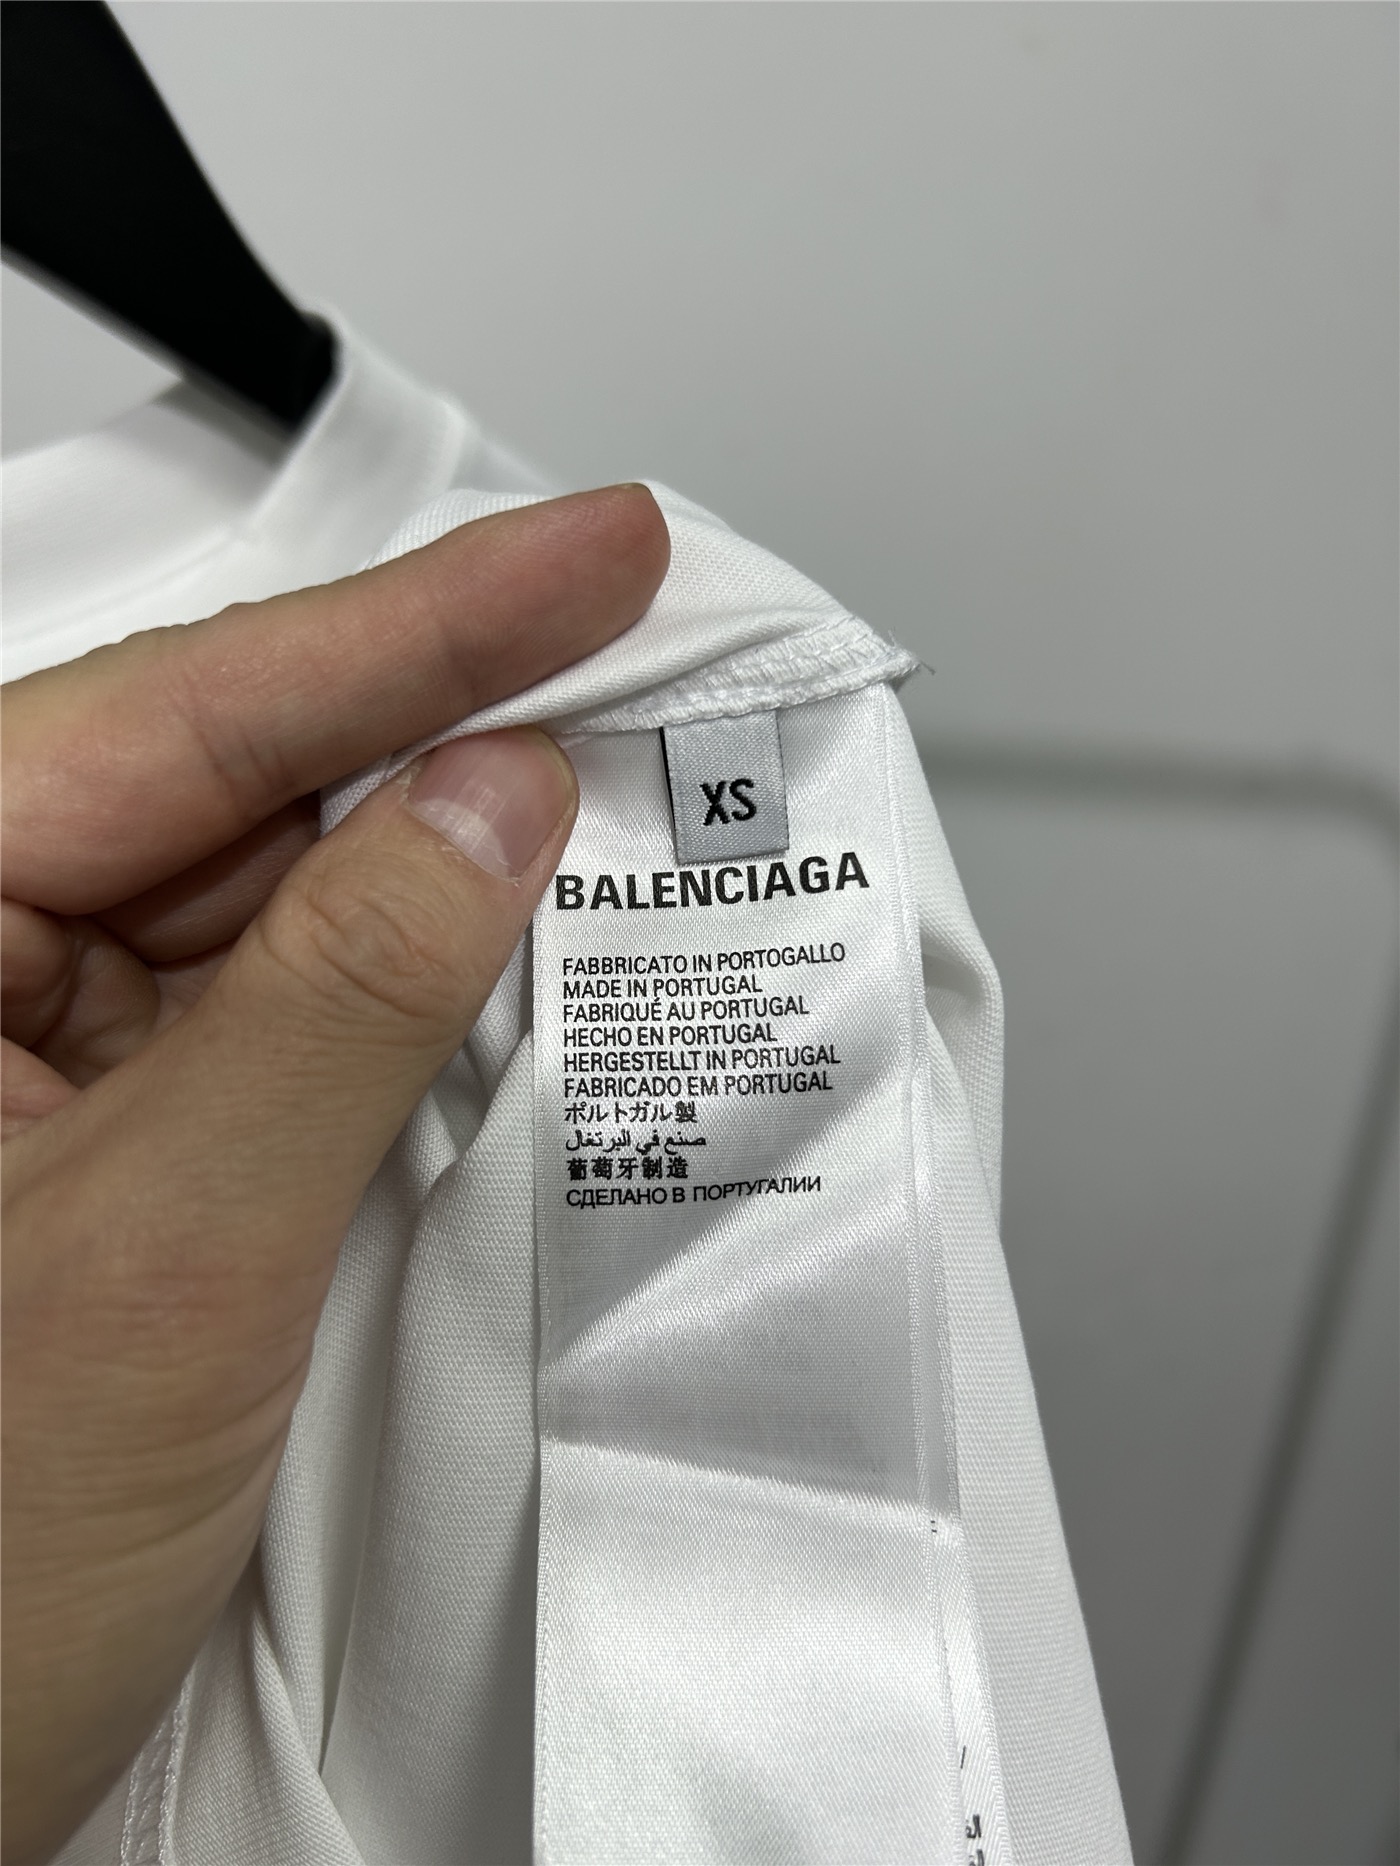 XS
BALENCIAGA
FABBRICATO IN PORTOGALLO
MADE IN PORTUGAL
FABRIQUÉ AU PORTUGAL
HECHO EN PORTUGAL
HERGESTELLT IN PORTUGAL
FABRICADO EM PORTUGAL
ポルトガル製
صنع في البرتغال
葡萄牙制造
СДЕЛАНО В ПОРТУГАЛИИ